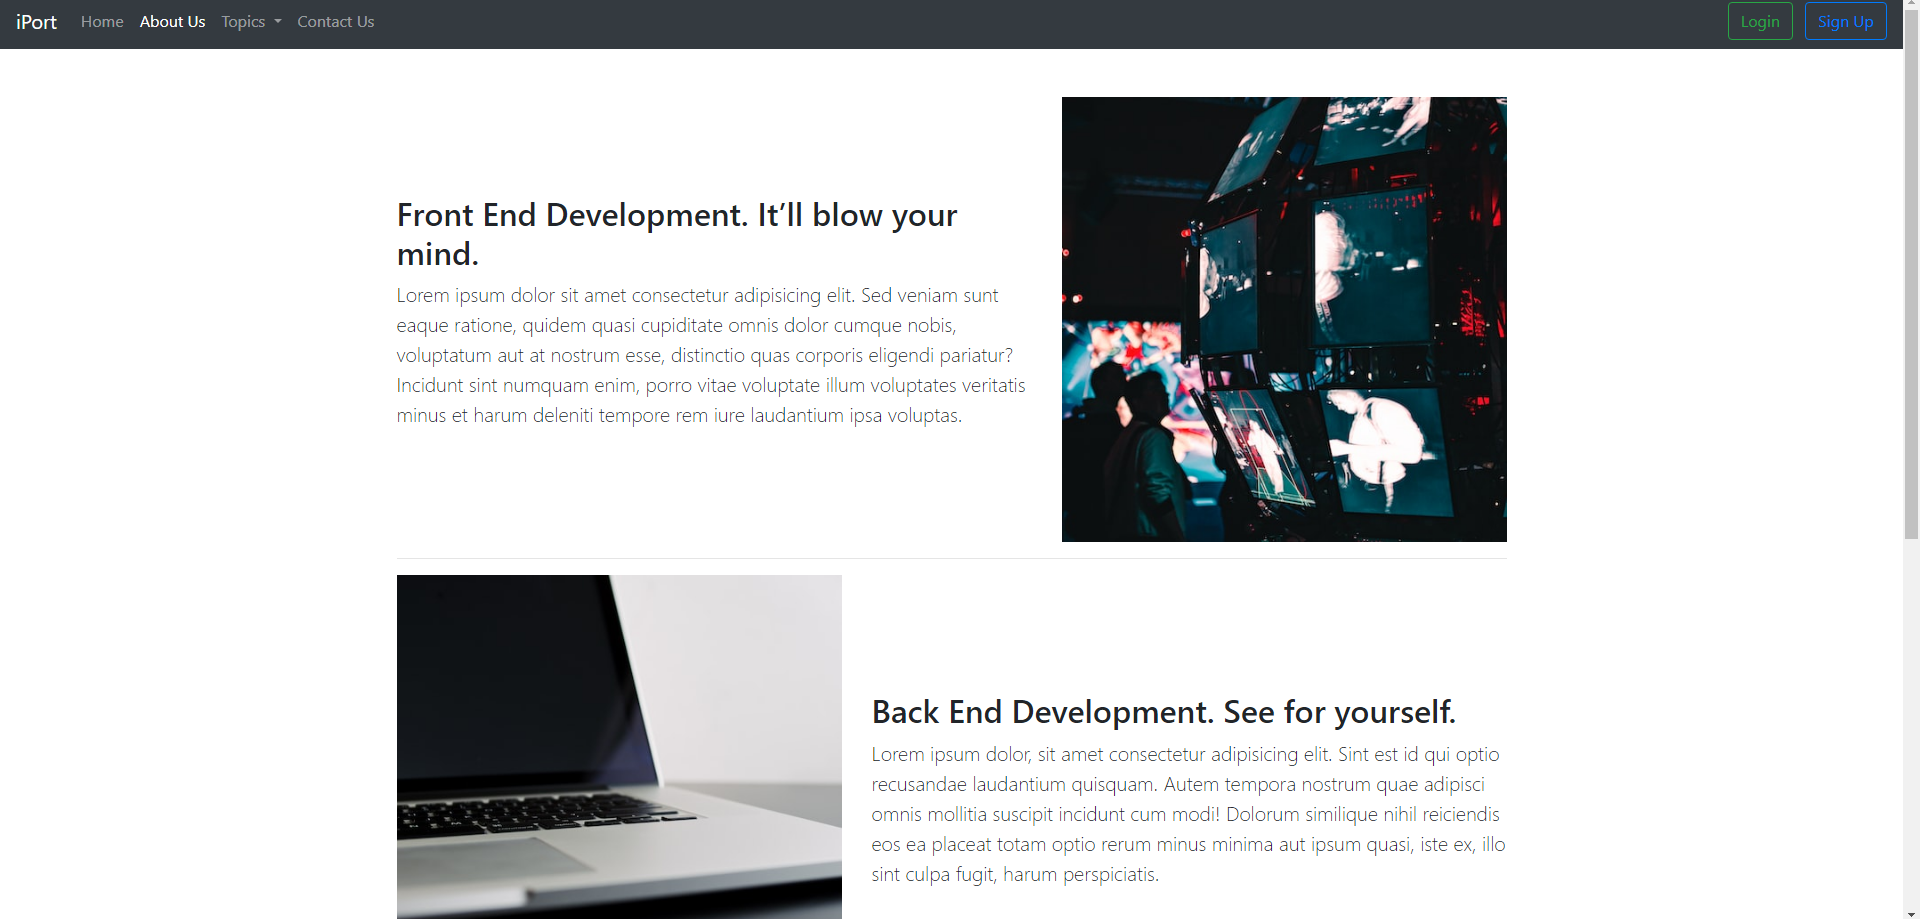 iPort Home About Us Topics Contact Us Login Sign Up
Front End Development. It’ll blow your
mind.
Lorem ipsum dolor sit amet consectetur adipisicing elit. Sed veniam sunt
eaque ratione, quidem quasi cupiditate omnis dolor cumque nobis,
voluptatum aut at nostrum esse, distinctio quas corporis eligendi pariatur?
Incidunt sint numquam enim, porro vitae voluptate illum voluptates veritatis
minus et harum deleniti tempore rem iure laudantium ipsa voluptas.
Back End Development. See for yourself.
Lorem ipsum dolor, sit amet consectetur adipisicing elit. Sint est id qui optio
recusandae laudantium quisquam. Autem tempora nostrum quae adipisci
omnis mollitia suscipit incidunt cum modi! Dolorum similique nihil reiciendis
eos ea placeat totam optio rerum minus minima aut ipsum quasi, iste ex, illo
sint culpa fugit, harum perspiciatis.